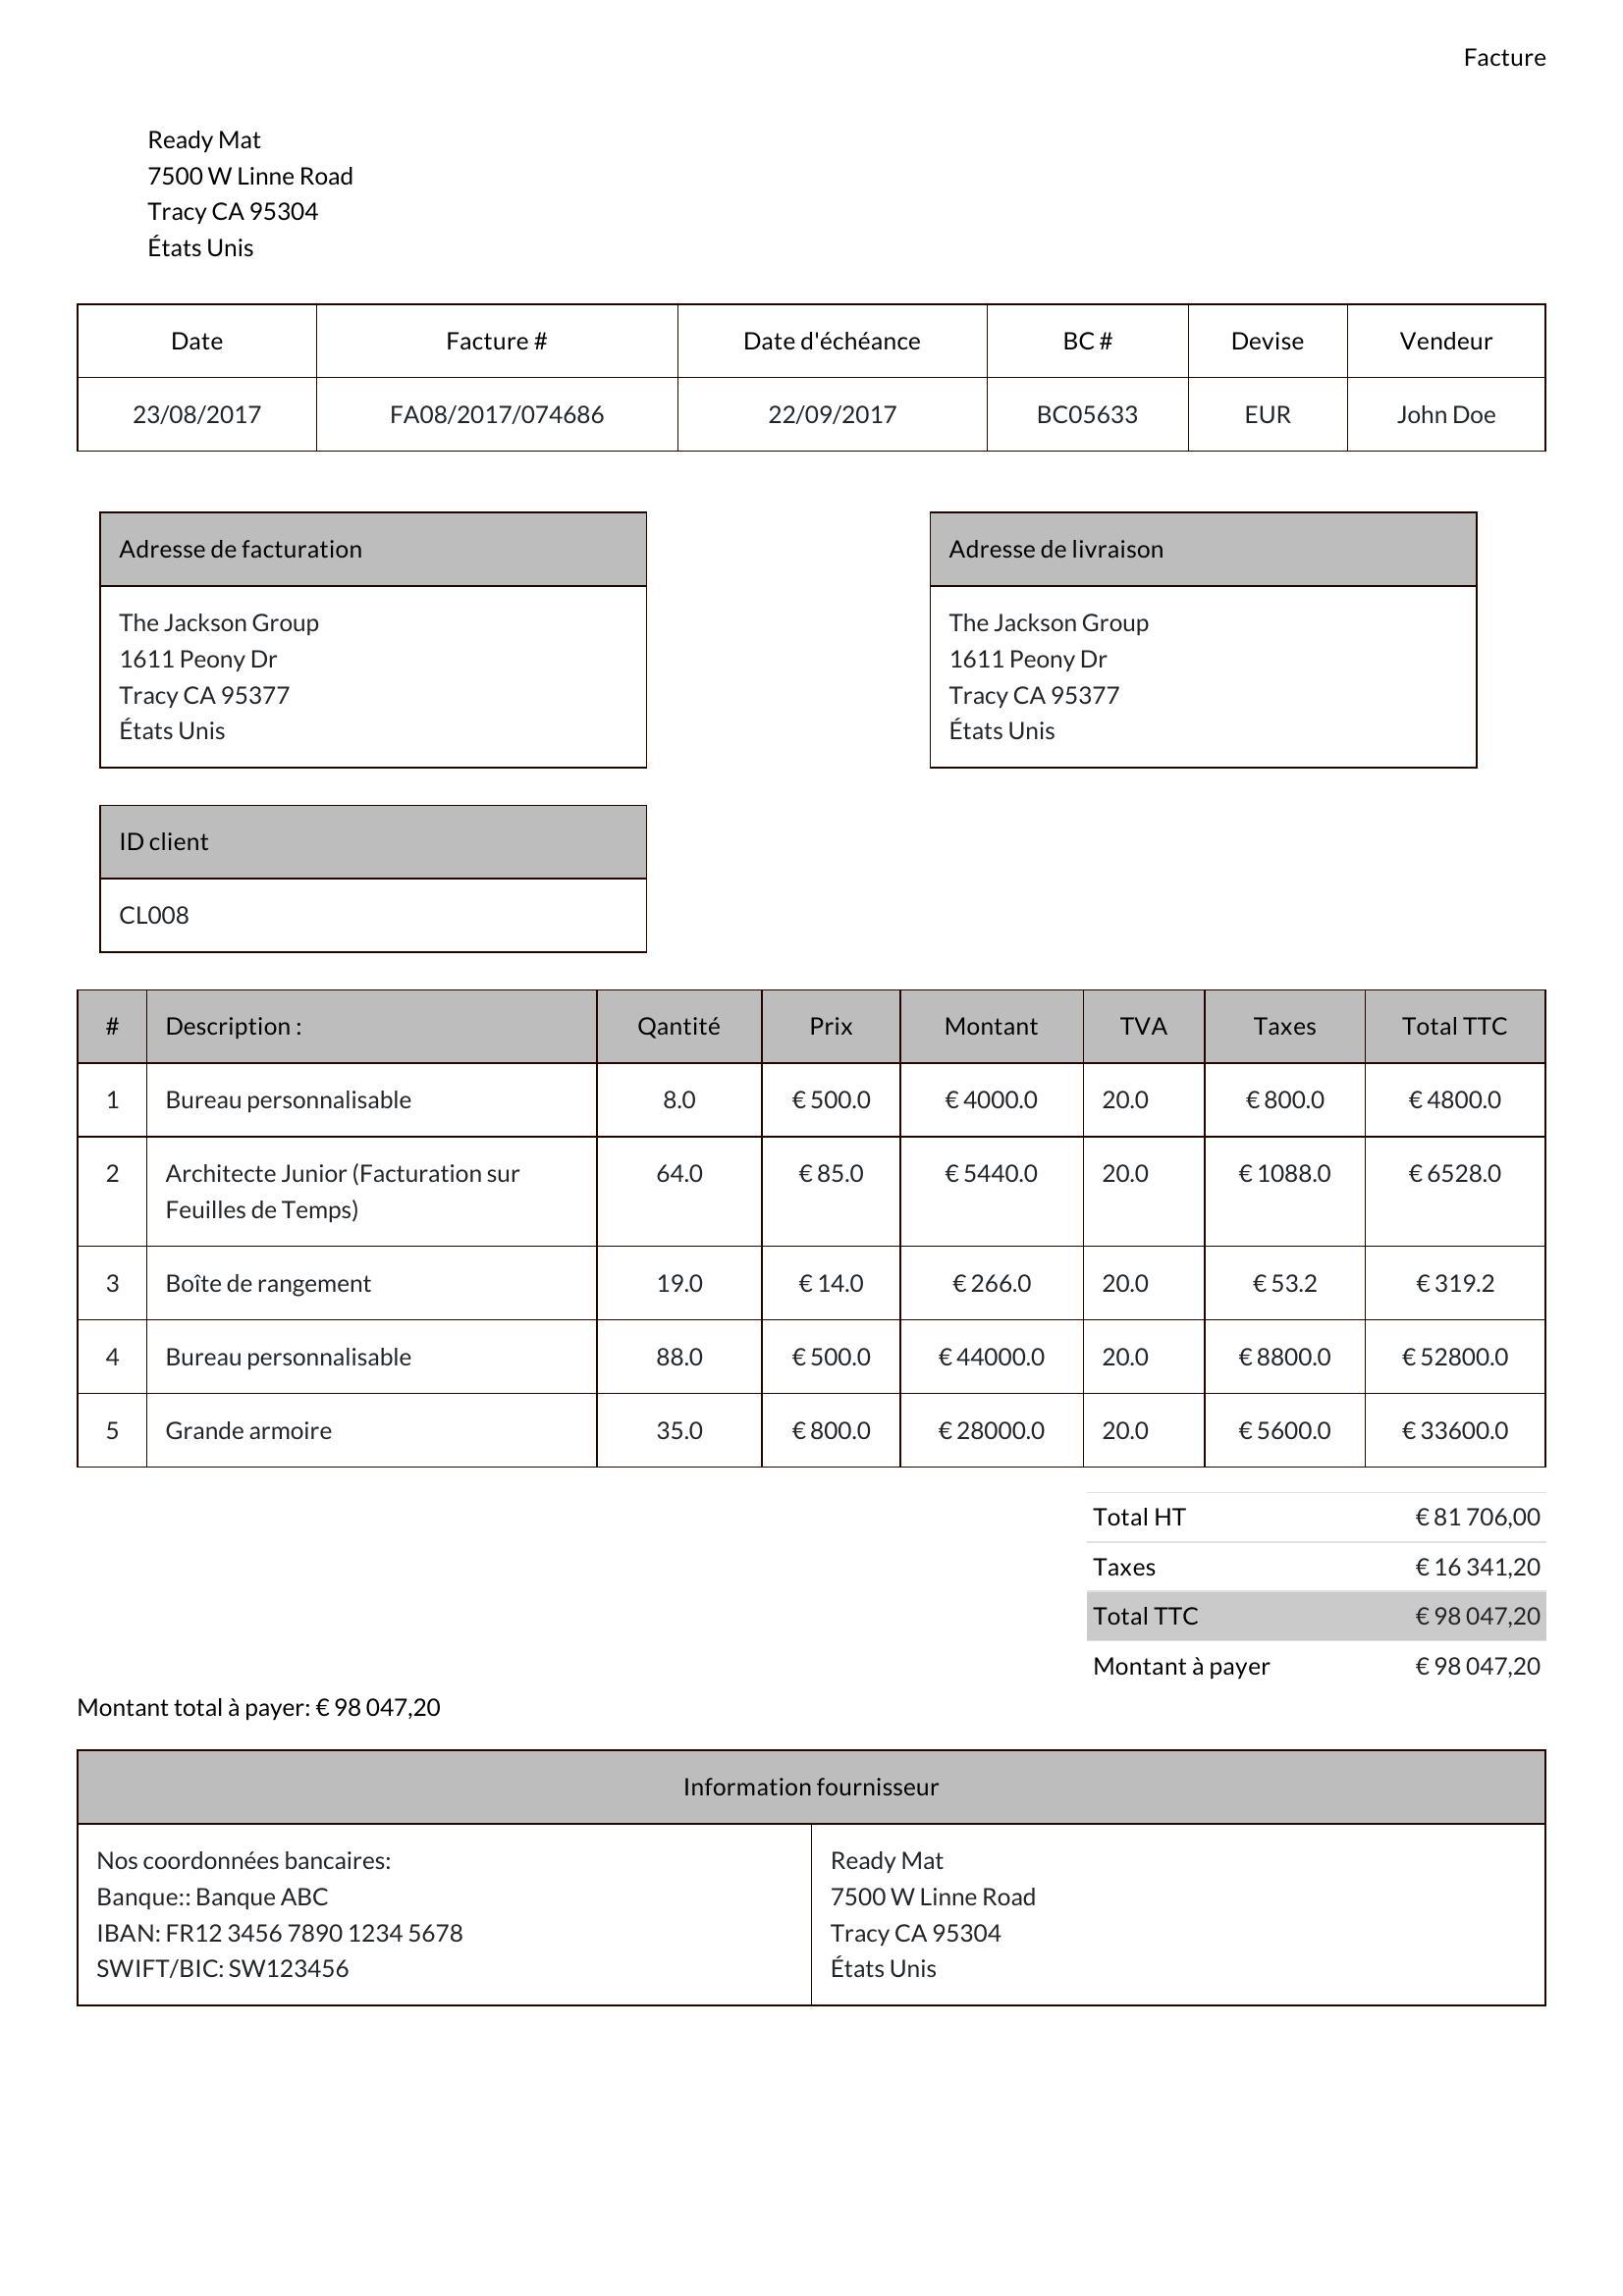 Facture
Ready Mat
7500 W Linne Road
Tracy CA 95304
États Unis
Date Facture # Date d'échéance BC # Devise Vendeur
23/08/2017 FA08/2017/074686 22/09/2017 BC05633 EUR John Doe
Adresse de facturation
The Jackson Group
1611 Peony Dr
Tracy CA 95377
États Unis
Adresse de livraison
The Jackson Group
1611 Peony Dr
Tracy CA 95377
États Unis
ID client
CL008
# Description : Qantité Prix Montant TVA Taxes Total TTC
1 Bureau personnalisable 8.0 € 500.0 € 4000.0 20.0 € 800.0 € 4800.0
2 Architecte Junior (Facturation sur 64.0 € 85.0 € 5440.0 20.0 € 1088.0 € 6528.0
Feuilles de Temps)
3 Boîte de rangement 19.0 € 14.0 € 266.0 20.0 € 53.2 € 319.2
4 Bureau personnalisable 88.0 € 500.0 € 44000.0 20.0 € 8800.0 € 52800.0
5 Grande armoire 35.0 € 800.0 € 28000.0 20.0 € 5600.0 € 33600.0
Total HT € 81 706,00
Taxes € 16 341,20
Total TTC € 98 047,20
Montant à payer € 98 047,20
Montant total à payer: € 98 047,20
Information fournisseur
Nos coordonnées bancaires:
Banque:: Banque ABC
IBAN: FR12 3456 7890 1234 5678
SWIFT/BIC: SW123456
Ready Mat
7500 W Linne Road
Tracy CA 95304
États Unis